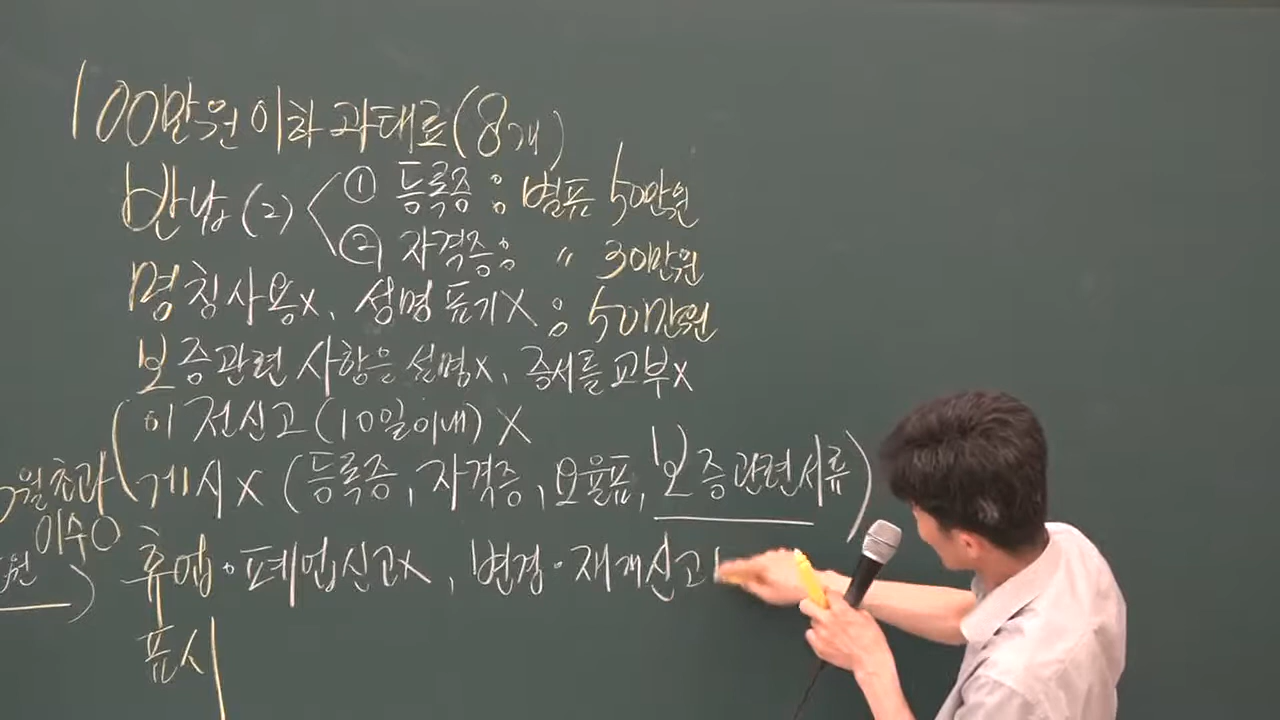 100만원 이하 과태료 (8개)
반납 (2) < ① 등록증 : 별표 50만원
② 자격증 : 〃 30만원
명칭사용x, 성명 표기X : 50만원
보증관련 사항은 설명x, 증서를 교부x
이전신고 (10일이내) X
게시 X (등록증, 자격증, 요율표, 보증관련서류)
월초과
이수O
원)
휴업·폐업신고x, 변경·재개신고
표시